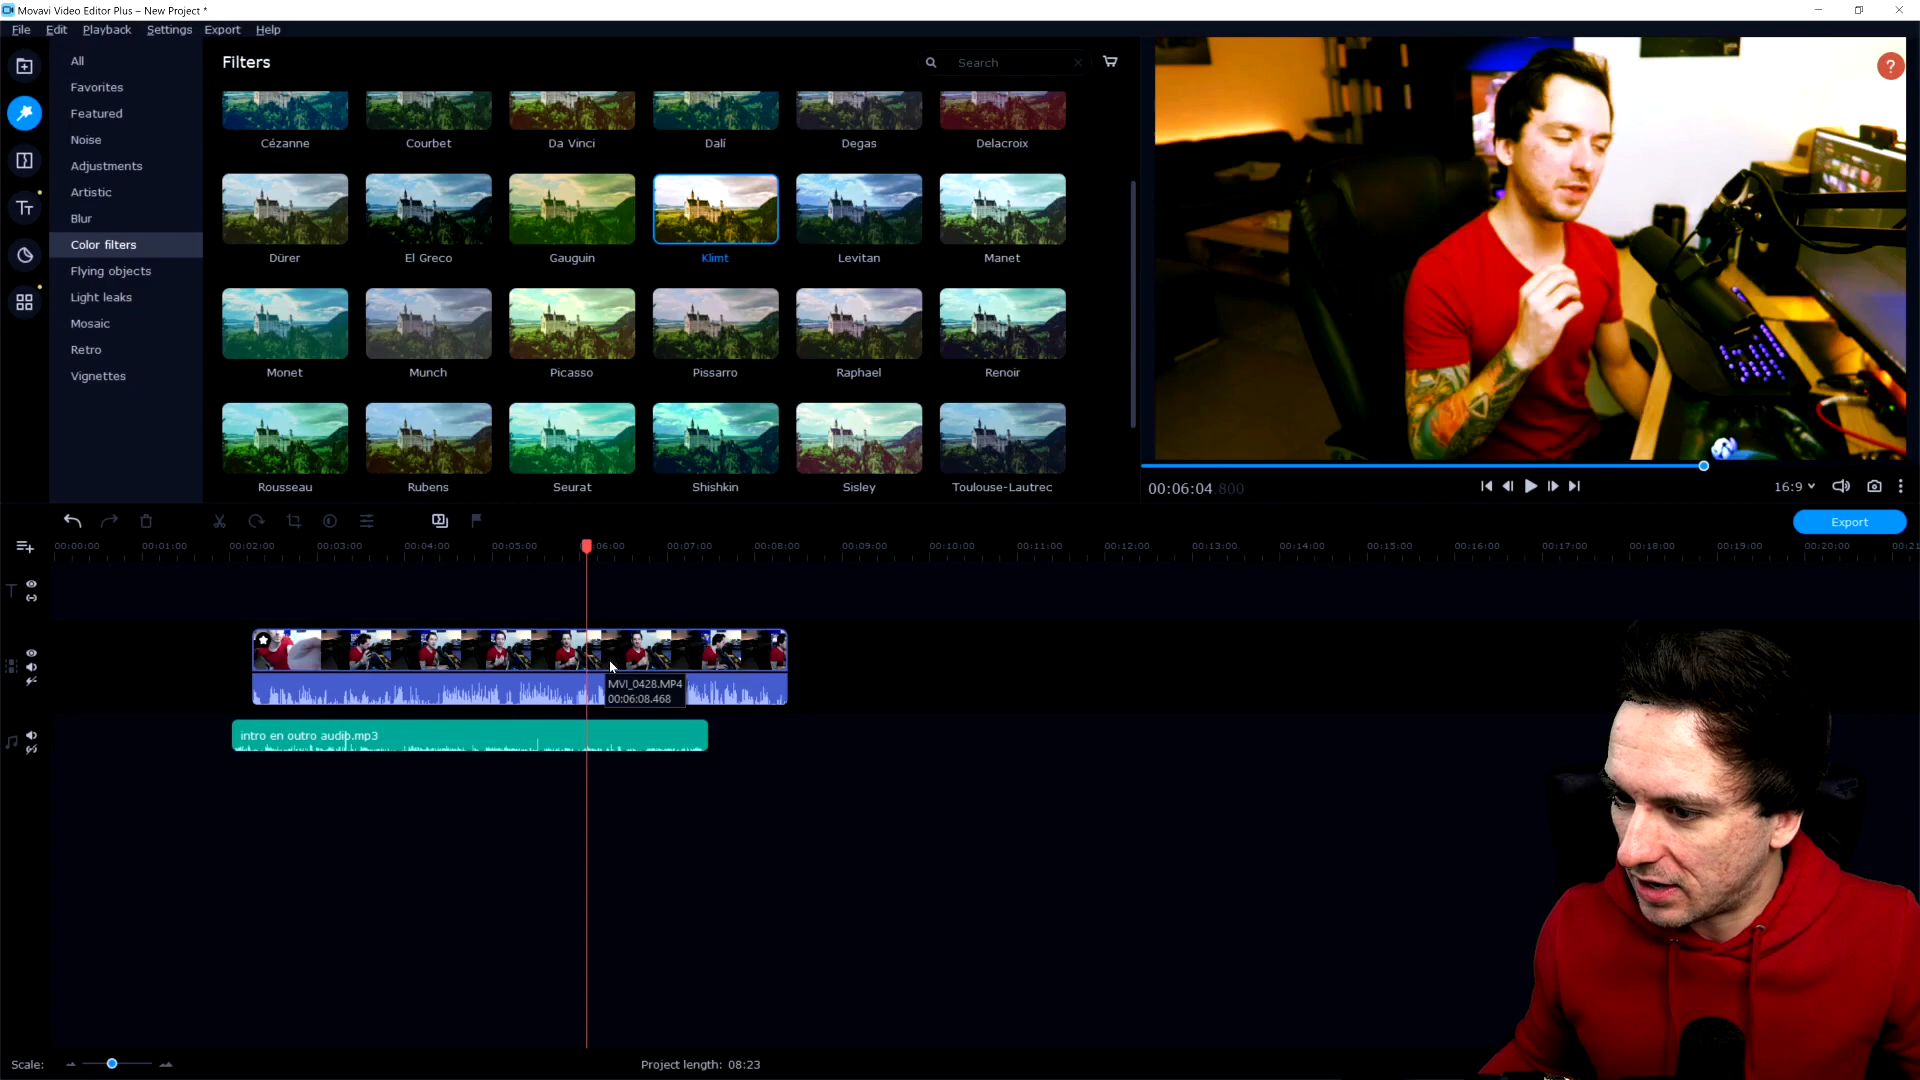 Movavi Video Editor Plus – New Project *
File Edit Playback Settings Export Help
All
Favorites
Featured
Noise
Adjustments
Artistic
Blur
Color filters
Flying objects
Light leaks
Mosaic
Retro
Vignettes
Filters
Search
Cézanne Courbet Da Vinci Dalí Degas Delacroix
Dürer El Greco Gauguin Klimt Levitan Manet
Monet Munch Picasso Pissarro Raphael Renoir
Rousseau Rubens Seurat Shishkin Sisley Toulouse-Lautrec
?
00:06:04.800
16:9
Export
00:00:00 00:01:00 00:02:00 00:03:00 00:04:00 00:05:00 :06:00 00:07:00 00:08:00 00:09:00 00:10:00 00:11:00 00:12:00 00:13:00 00:14:00 00:15:00 00:16:00 00:17:00 00:18:00 00:19:00 00:20:00 00:21
MVI_0428.MP4
00:06:08.468
intro en outro audio.mp3
Scale:
Project length: 08:23